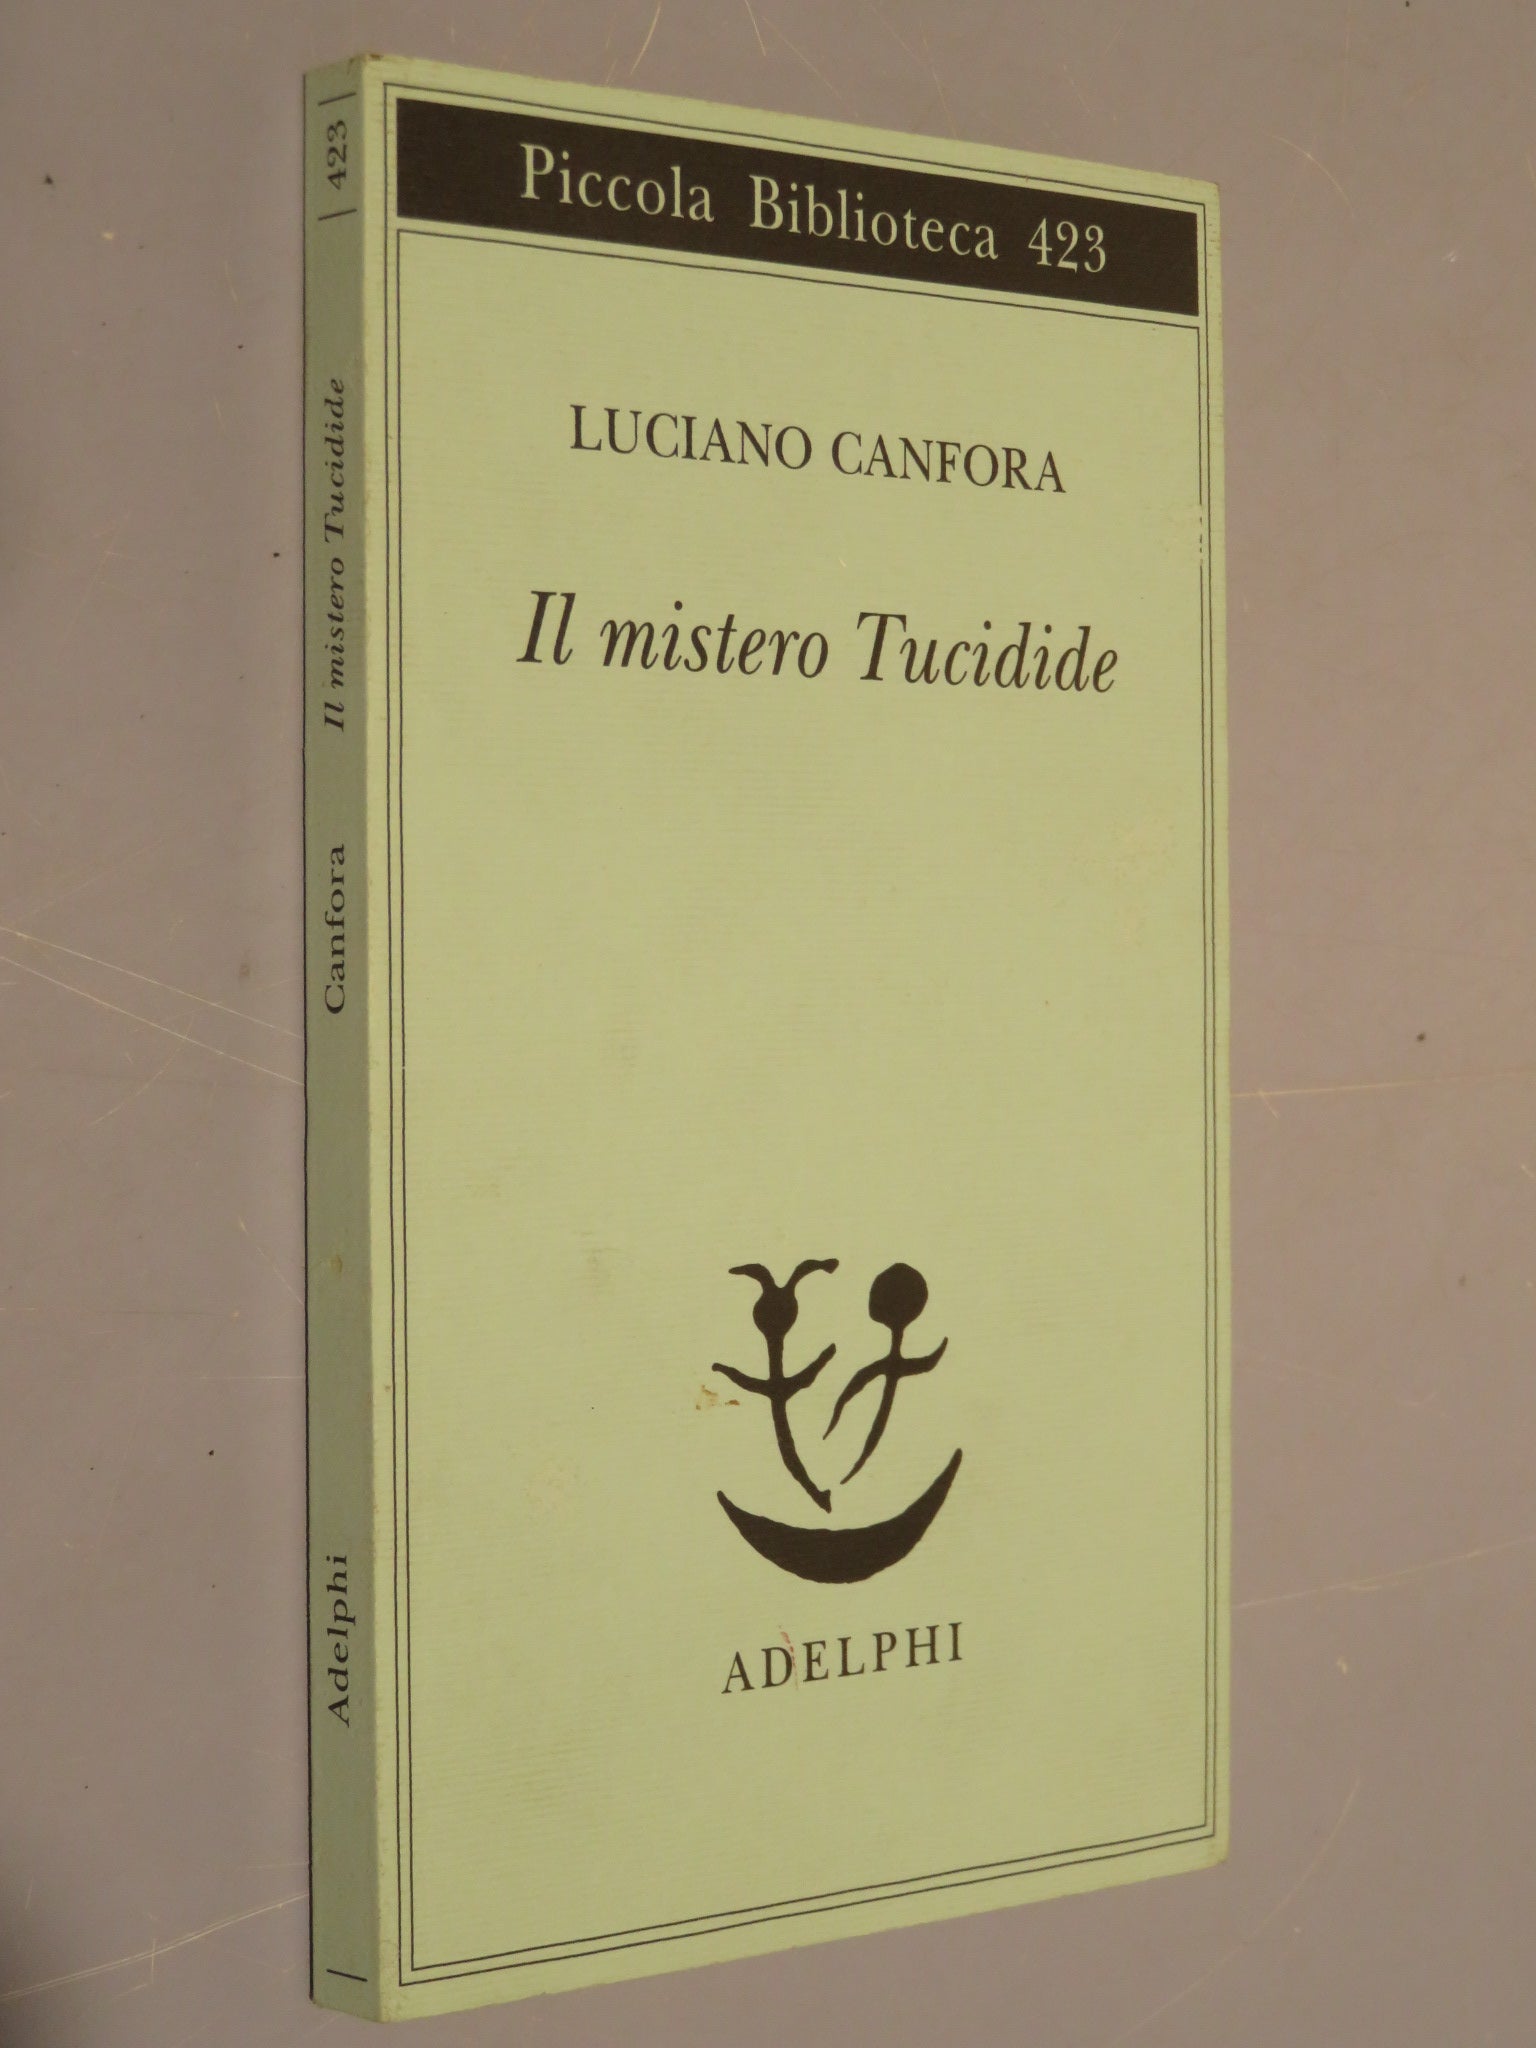 Piccola Biblioteca 423
LUCIANO CANFORA
Il mistero Tucidide
ADELPHI
Adelphi
Canfora
Il mistero Tucidide
423